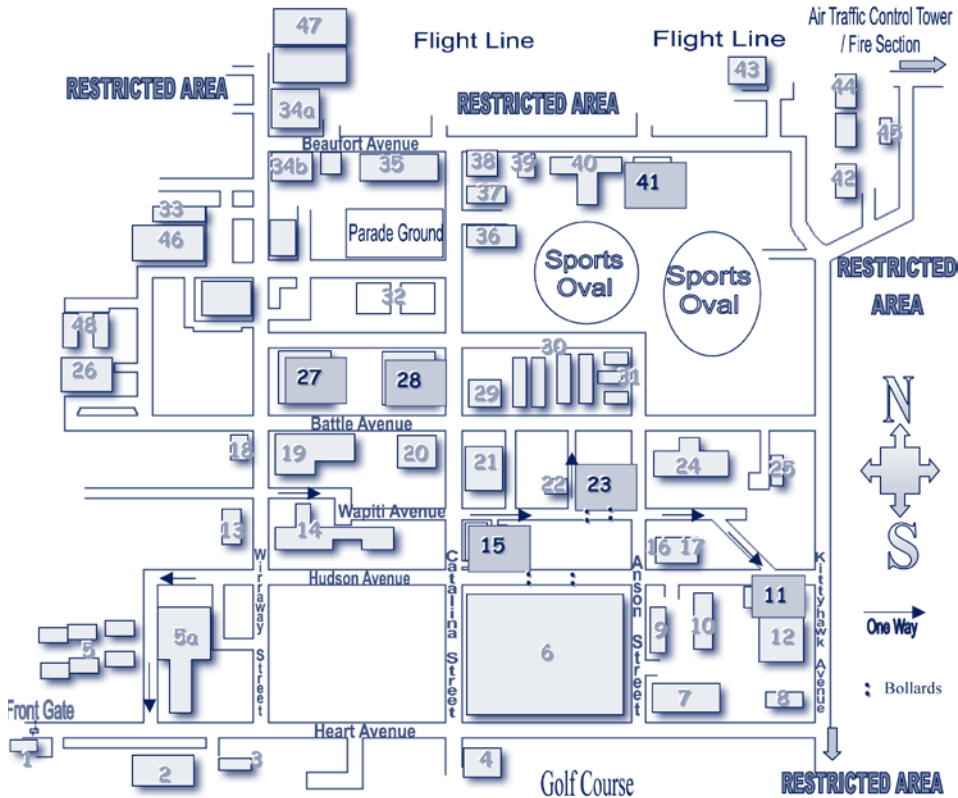 47
Flight Line
Flight Line
Air Traffic Control Tower
/ Fire Section
43
RESTRICTED AREA
44
34a
RESTRICTED AREA
45
Beaufort Avenue
34b
35
38
39
40
41
42
37
33
46
Parade Ground
36
Sports
Oval
Sports
Oval
RESTRICTED
AREA
32
48
26
27
28
30
29
31
N
Battle Avenue
18
19
20
21
22
23
24
25
Wapiti Avenue
13
14
15
16
17
S
Wirraway Street
Catalina Street
Anson Street
Kittyhawk Avenue
Hudson Avenue
11
One Way
5
5a
6
9
10
12
Bollards
7
8
Front Gate
Heart Avenue
1
2
3
4
Golf Course
RESTRICTED AREA